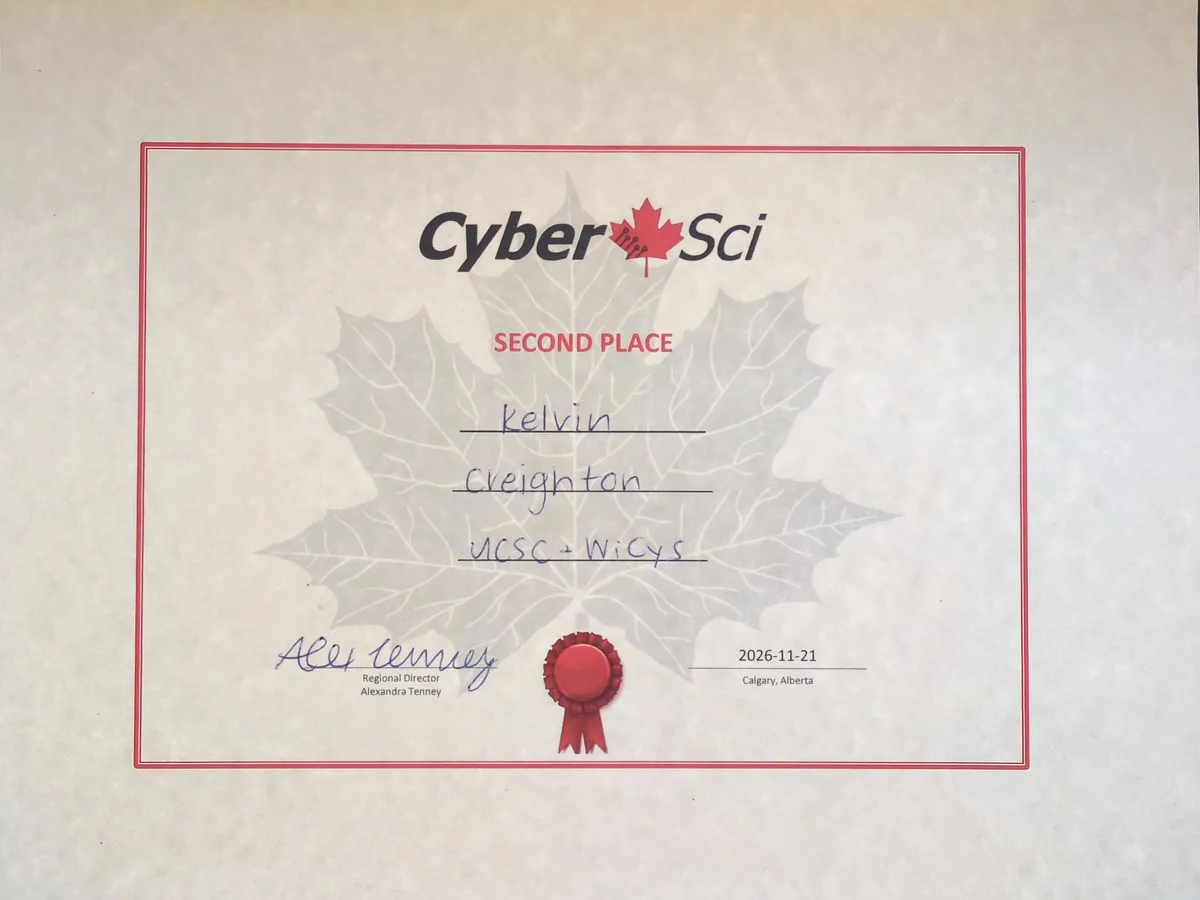 Cyber Sci
SECOND PLACE
Kelvin
Creighton
UCSC + WiCyS
Alex Tenney
Regional Director
Alexandra Tenney
2026-11-21
Calgary, Alberta